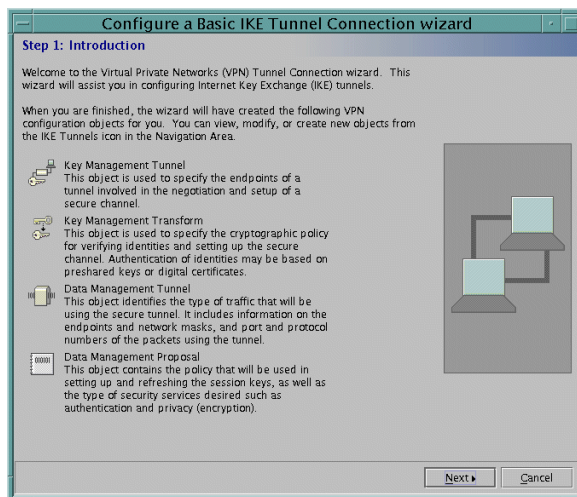 Configure a Basic IKE Tunnel Connection wizard
Step 1: Introduction
Welcome to the Virtual Private Networks (VPN) Tunnel Connection wizard. This
wizard will assist you in configuring Internet Key Exchange (IKE) tunnels.
When you are finished, the wizard will have created the following VPN
configuration objects for you. You can view, modify, or create new objects from
the IKE Tunnels icon in the Navigation Area.
Key Management Tunnel
This object is used to specify the endpoints of a
tunnel involved in the negotiation and setup of a
secure channel.
Key Management Transform
This object is used to specify the cryptographic policy
for verifying identities and setting up the secure
channel. Authentication of identities may be based on
preshared keys or digital certificates.
Data Management Tunnel
This object identifies the type of traffic that will be
using the secure tunnel. It includes information on the
endpoints and network masks, and port and protocol
numbers of the packets using the tunnel.
Data Management Proposal
This object contains the policy that will be used in
setting up and refreshing the session keys, as well as
the type of security services desired such as
authentication and privacy (encryption).
Next
Cancel